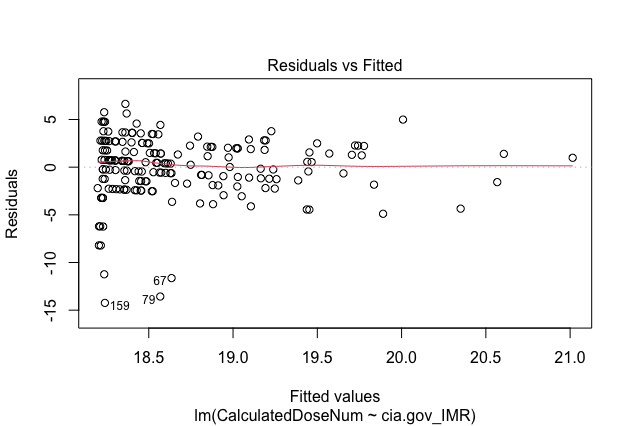 Residuals vs Fitted
Residuals
5
0
-5
-10
-15
67
79
159
18.5 19.0 19.5 20.0 20.5 21.0
Fitted values
lm(CalculatedDoseNum ~ cia.gov_IMR)